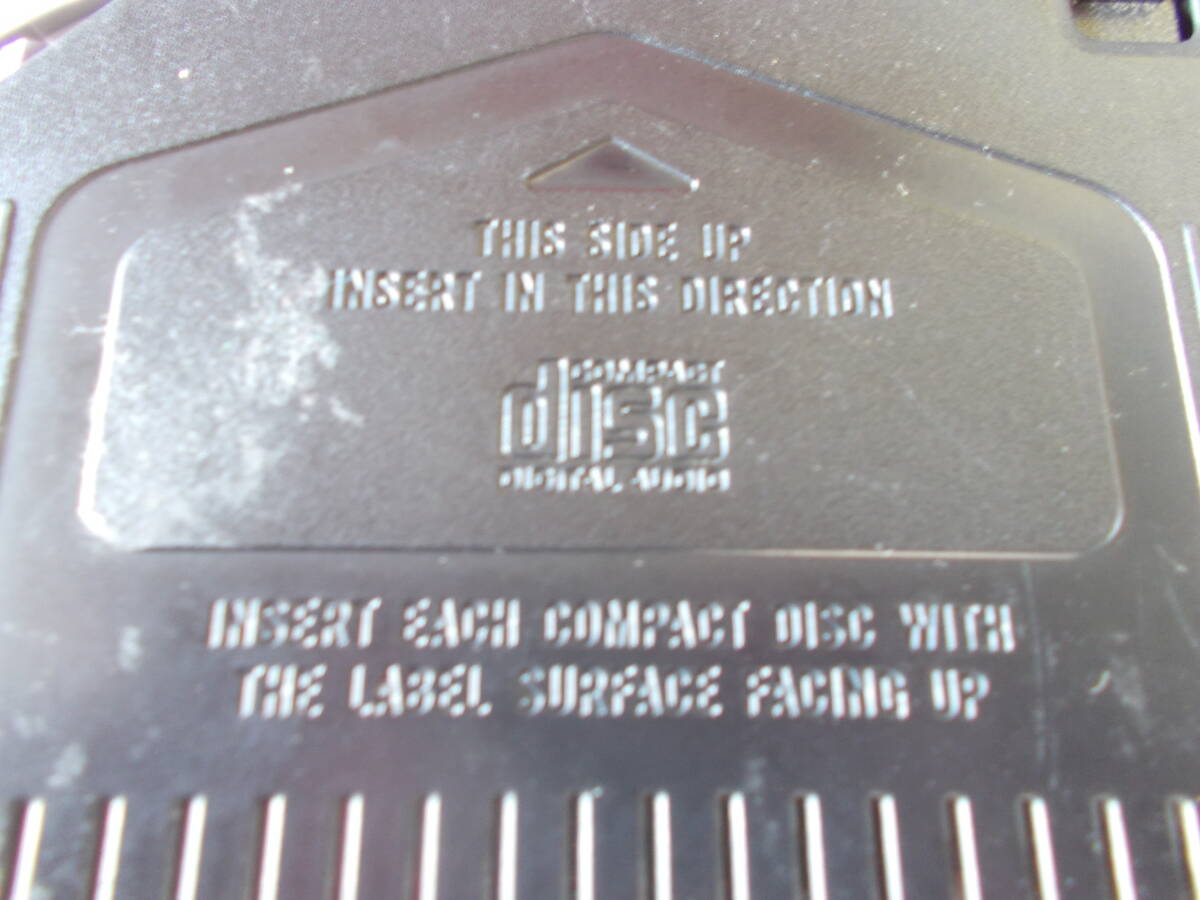 THIS SIDE UP
INSERT IN THIS DIRECTION
COMPACT
disc
DIGITAL AUDIO
INSERT EACH COMPACT DISC WITH
THE LABEL SURFACE FACING UP